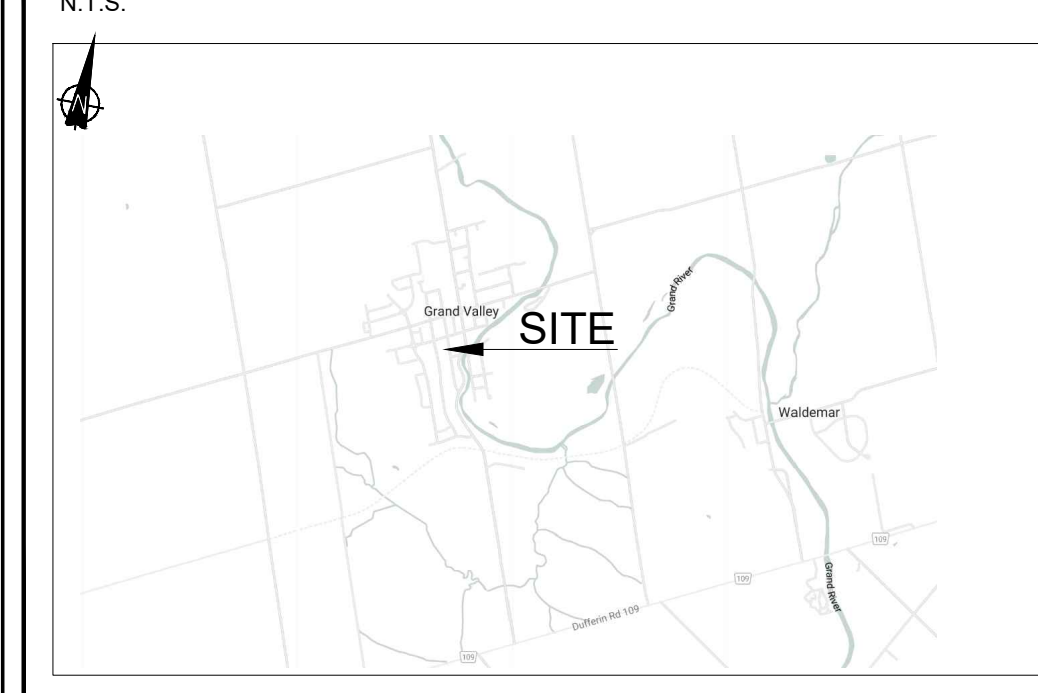 N.T.S.
N
Grand River
Grand Valley
SITE
Waldemar
109
109
Grand River
Dufferin Rd 109
109